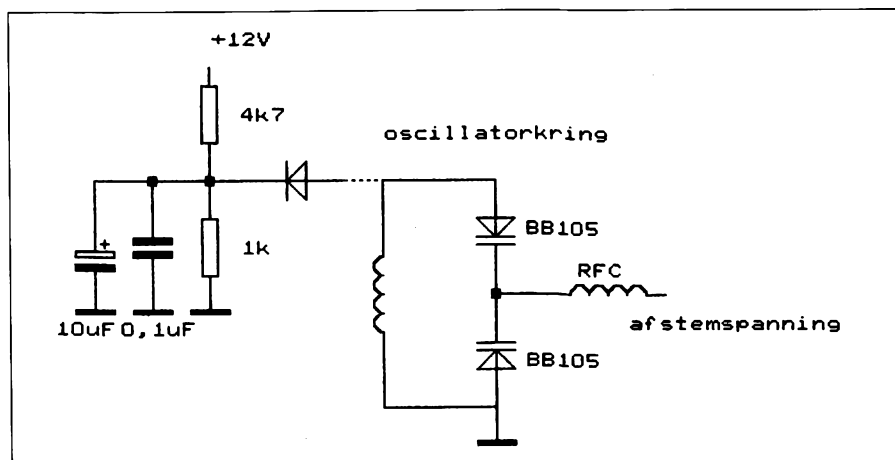 +12V
4k7
oscillatorkring
BB105
+
1k
RFC
10uF 0,1uF
afstemspanning
BB105